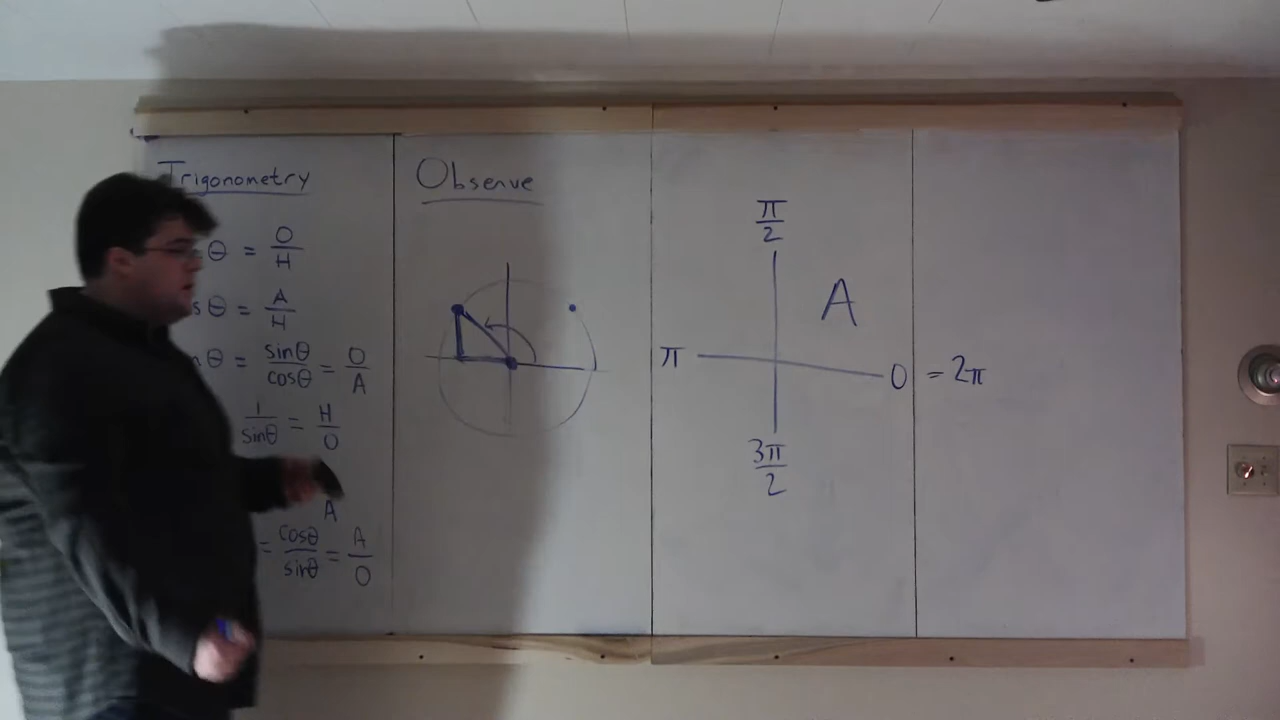 Trigonometry
θ = O/H
s θ = A/H
n θ = sinθ/cosθ = O/A
1/sinθ = H/O
A
= cosθ/sinθ = A/O
Observe
π/2
A
π
0 = 2π
3π/2